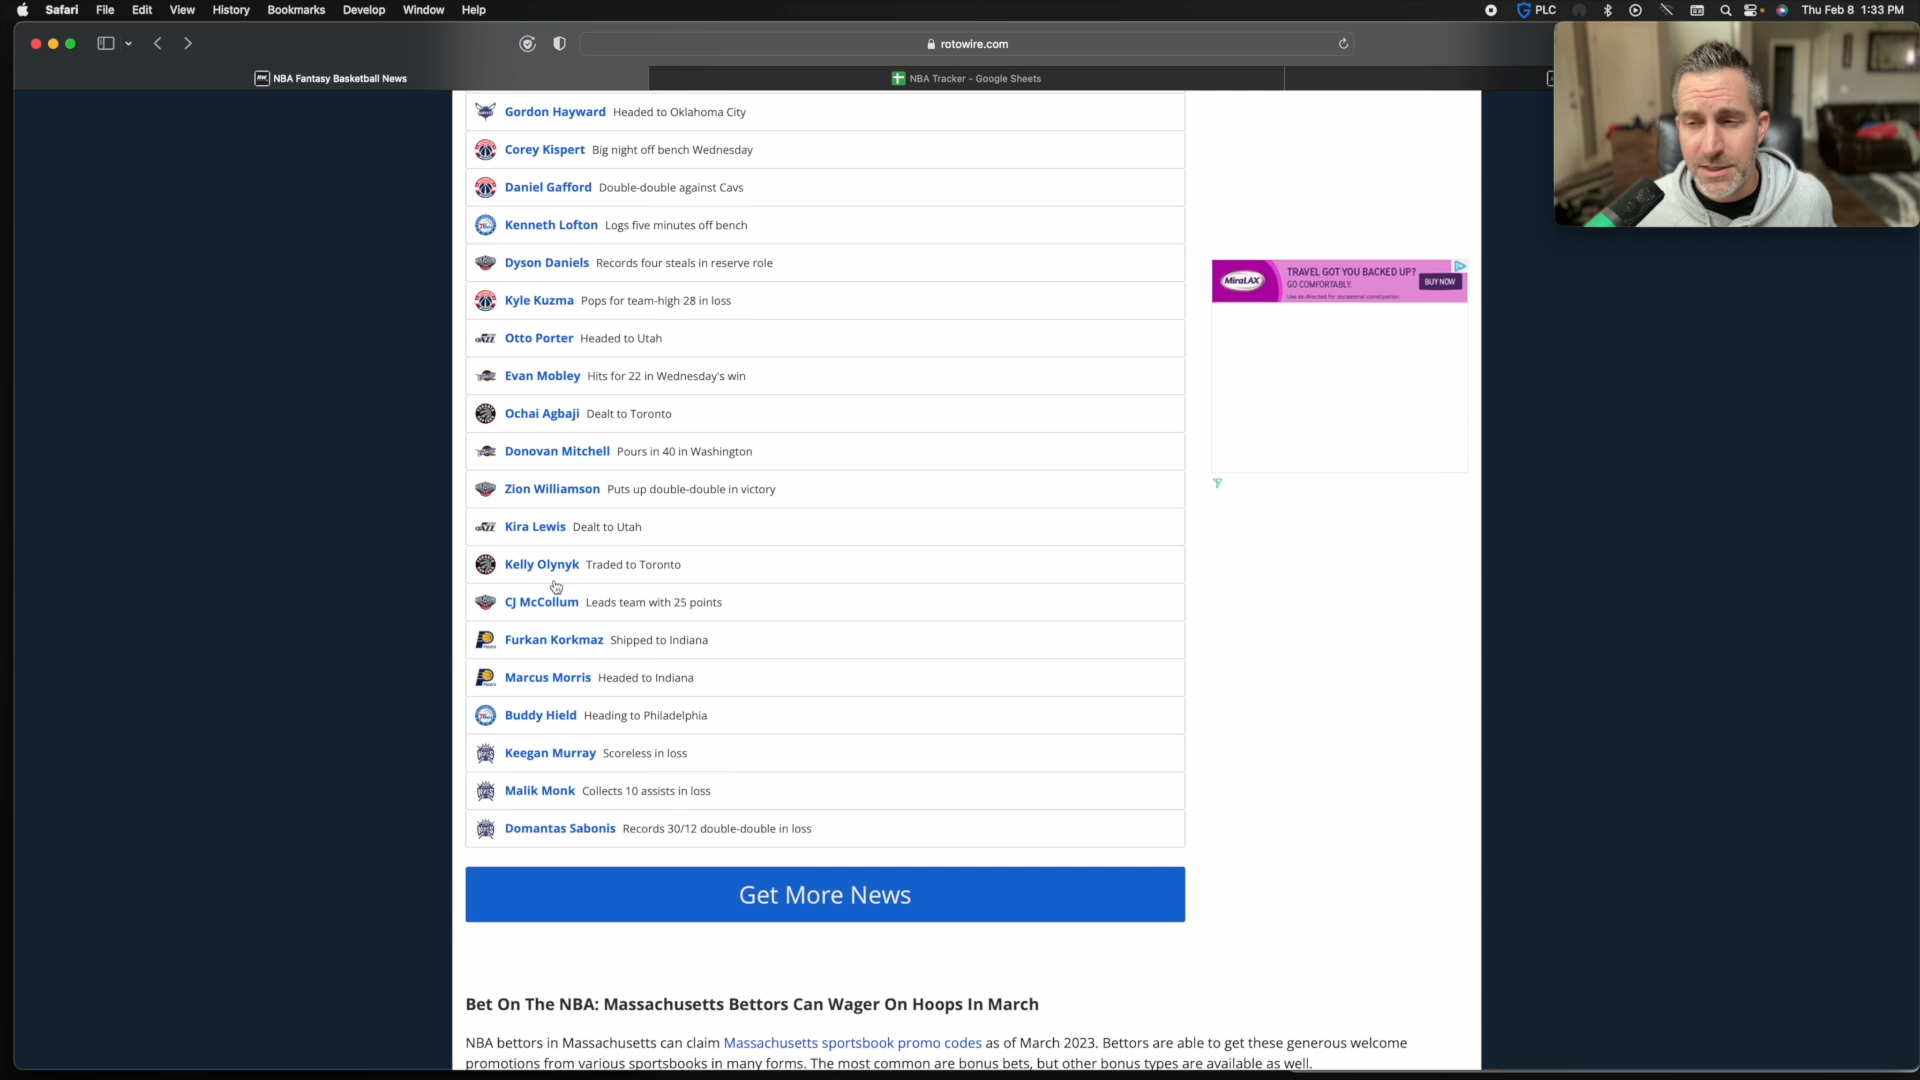 Safari File Edit View History Bookmarks Develop Window Help PLC Thu Feb 8 1:33 PM
rotowire.com
RW NBA Fantasy Basketball News NBA Tracker - Google Sheets
Gordon Hayward Headed to Oklahoma City
Corey Kispert Big night off bench Wednesday
Daniel Gafford Double-double against Cavs
Kenneth Lofton Logs five minutes off bench
Dyson Daniels Records four steals in reserve role
Kyle Kuzma Pops for team-high 28 in loss
Otto Porter Headed to Utah
Evan Mobley Hits for 22 in Wednesday's win
Ochai Agbaji Dealt to Toronto
Donovan Mitchell Pours in 40 in Washington
Zion Williamson Puts up double-double in victory
Kira Lewis Dealt to Utah
Kelly Olynyk Traded to Toronto
CJ McCollum Leads team with 25 points
Furkan Korkmaz Shipped to Indiana
Marcus Morris Headed to Indiana
Buddy Hield Heading to Philadelphia
Keegan Murray Scoreless in loss
Malik Monk Collects 10 assists in loss
Domantas Sabonis Records 30/12 double-double in loss
Get More News
MiraLAX
TRAVEL GOT YOU BACKED UP?
GO COMFORTABLY.
Use as directed for occasional constipation.
BUY NOW
Bet On The NBA: Massachusetts Bettors Can Wager On Hoops In March
NBA bettors in Massachusetts can claim Massachusetts sportsbook promo codes as of March 2023. Bettors are able to get these generous welcome
promotions from various sportsbooks in many forms. The most common are bonus bets, but other bonus types are available as well.